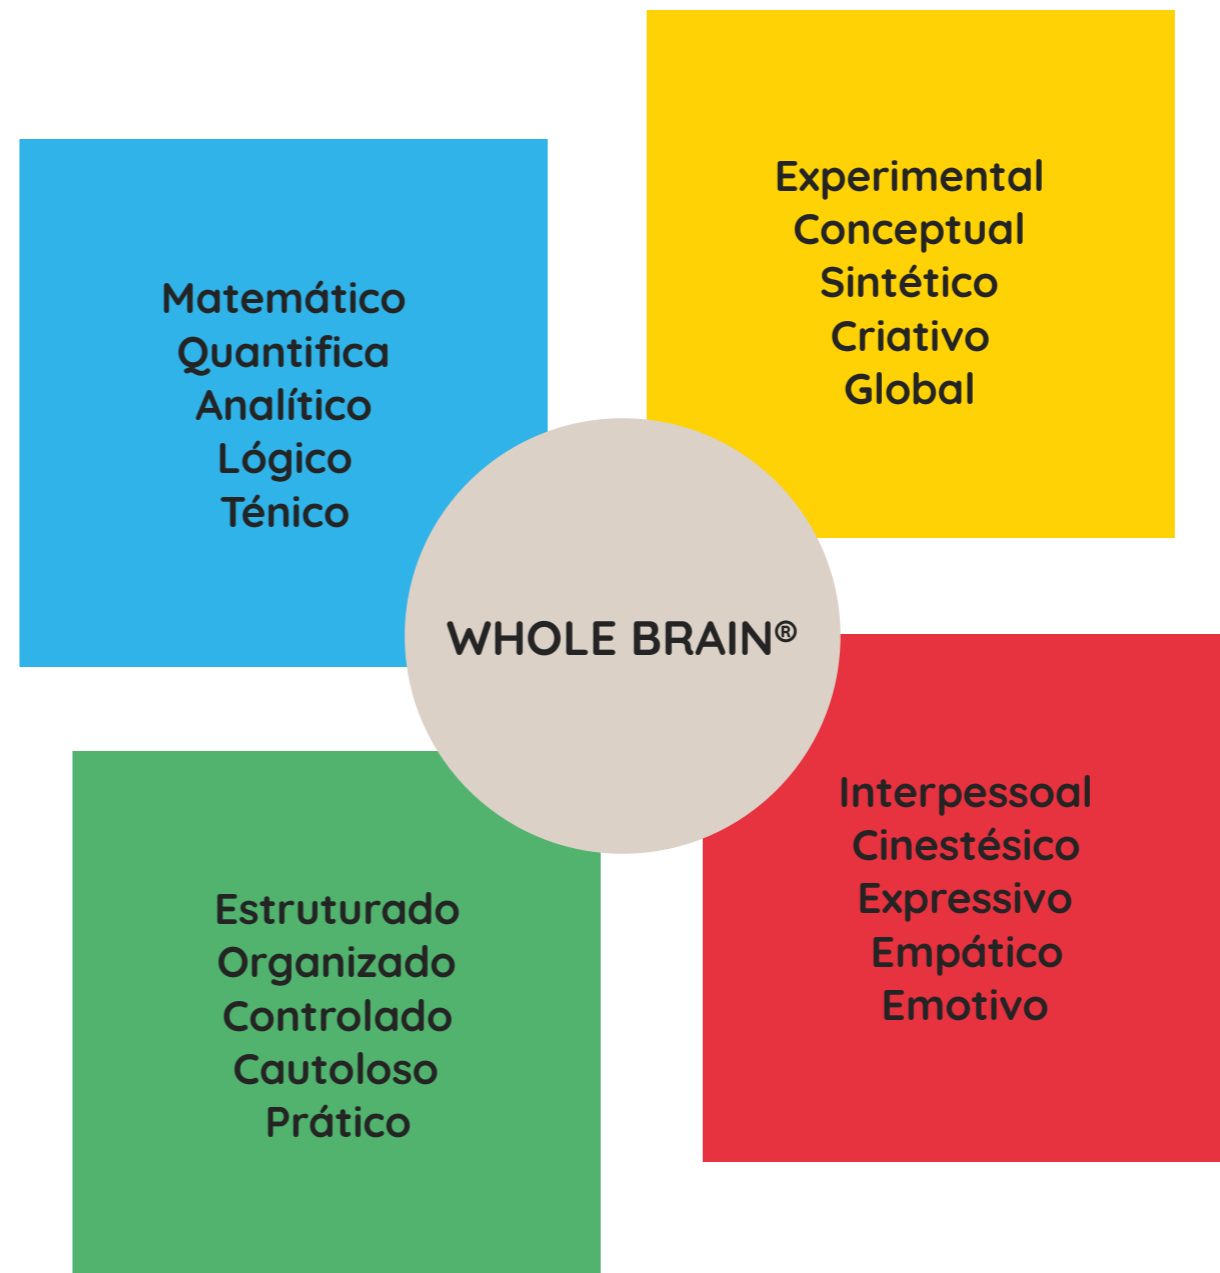 Matemático
Quantifica
Analítico
Lógico
Ténico
Experimental
Conceptual
Sintético
Criativo
Global
WHOLE BRAIN®
Estruturado
Organizado
Controlado
Cautoloso
Prático
Interpessoal
Cinestésico
Expressivo
Empático
Emotivo